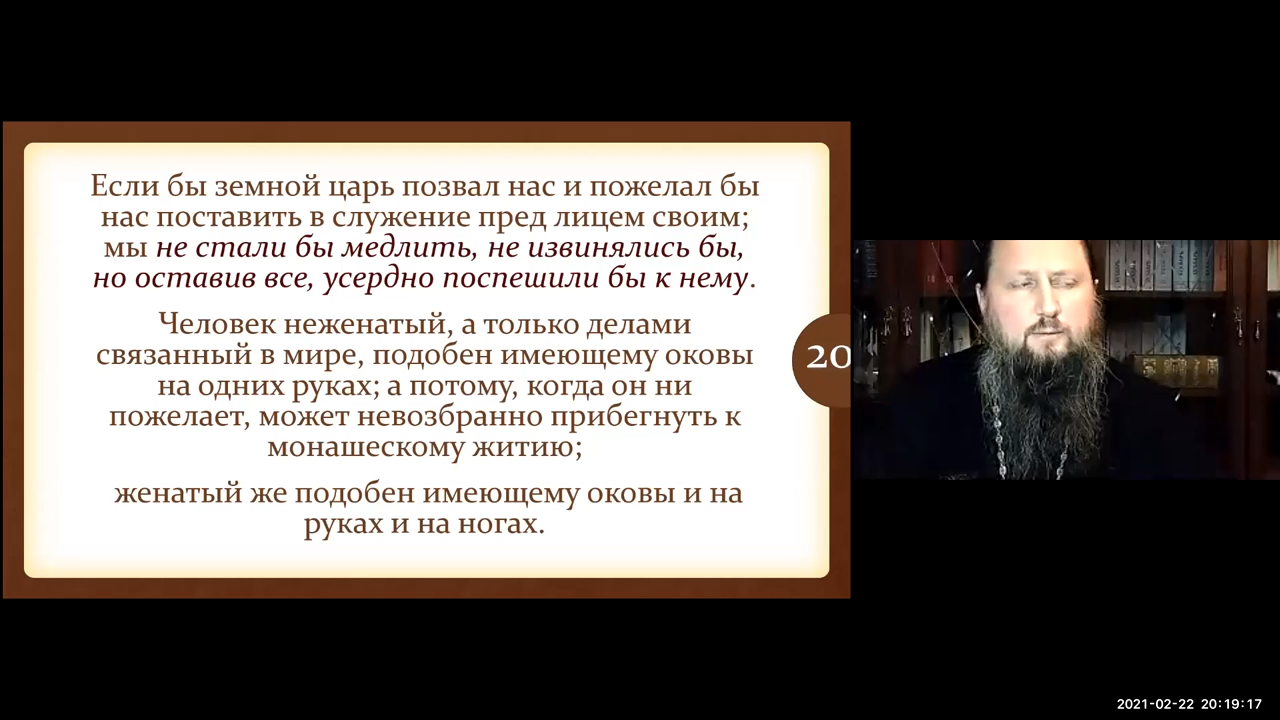 Если бы земной царь позвал нас и пожелал бы
нас поставить в служение пред лицем своим;
мы не стали бы медлить, не извинялись бы,
но оставив все, усердно поспешили бы к нему.
Человек неженатый, а только делами
связанный в мире, подобен имеющему оковы
на одних руках; а потому, когда он ни
пожелает, может невозбранно прибегнуть к
монашескому житию;
женатый же подобен имеющему оковы и на
руках и на ногах.
20
2021-02-22 20:19:17